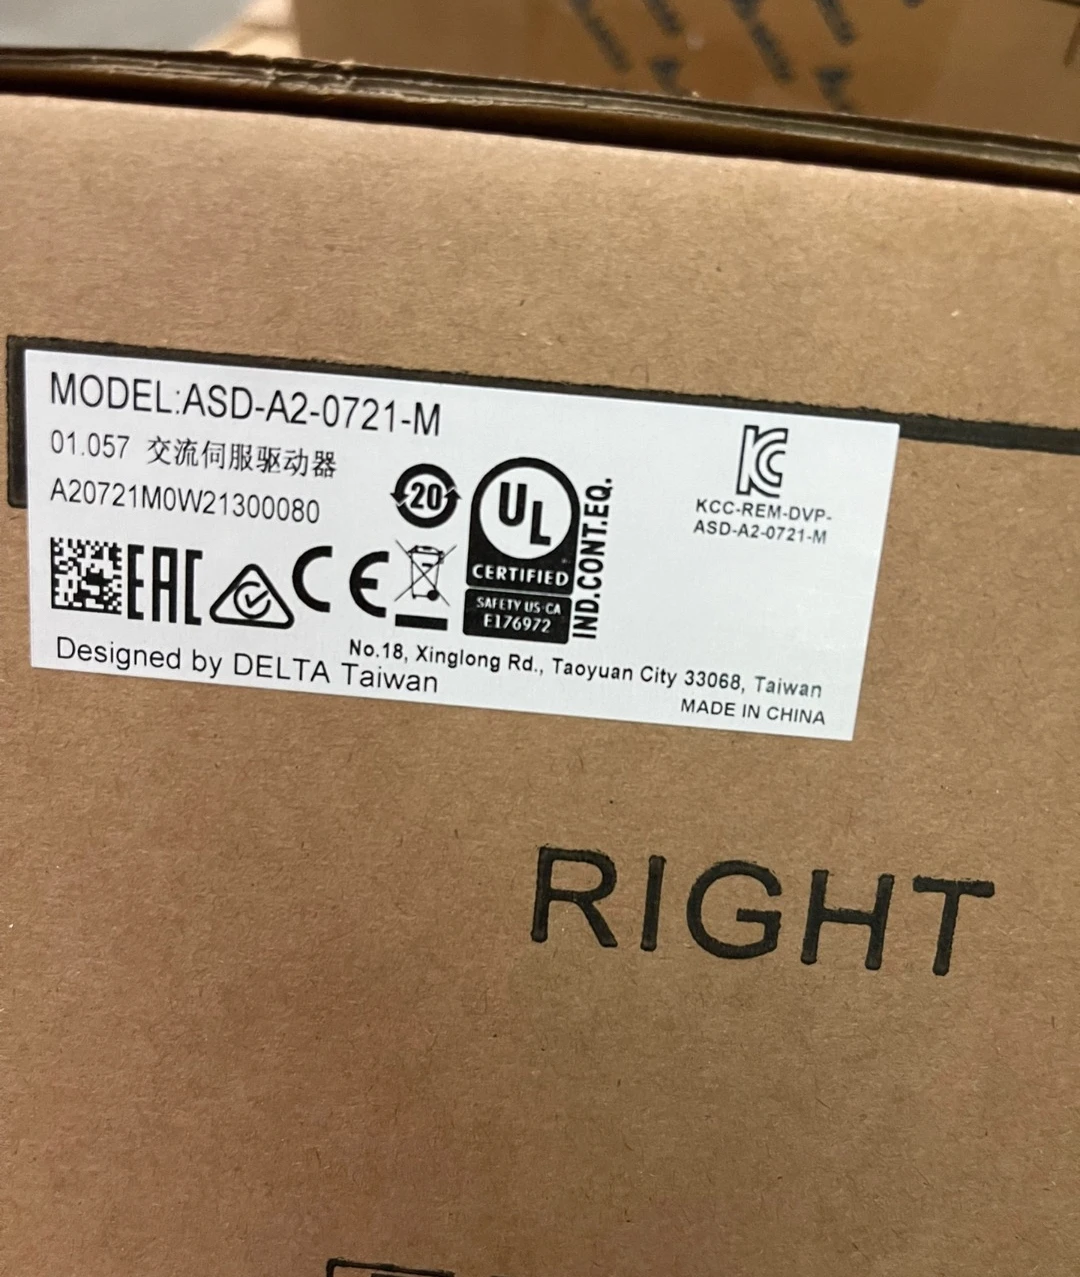 MODEL:ASD-A2-0721-M
01.057 交流伺服驱动器
A20721M0W21300080
20
UL
CERTIFIED
SAFETY US·CA
E176972
IND.CONT.EQ.
KC
KCC-REM-DVP-
ASD-A2-0721-M
EAC
CE
No.18, Xinglong Rd., Taoyuan City 33068, Taiwan
Designed by DELTA Taiwan
MADE IN CHINA
RIGHT